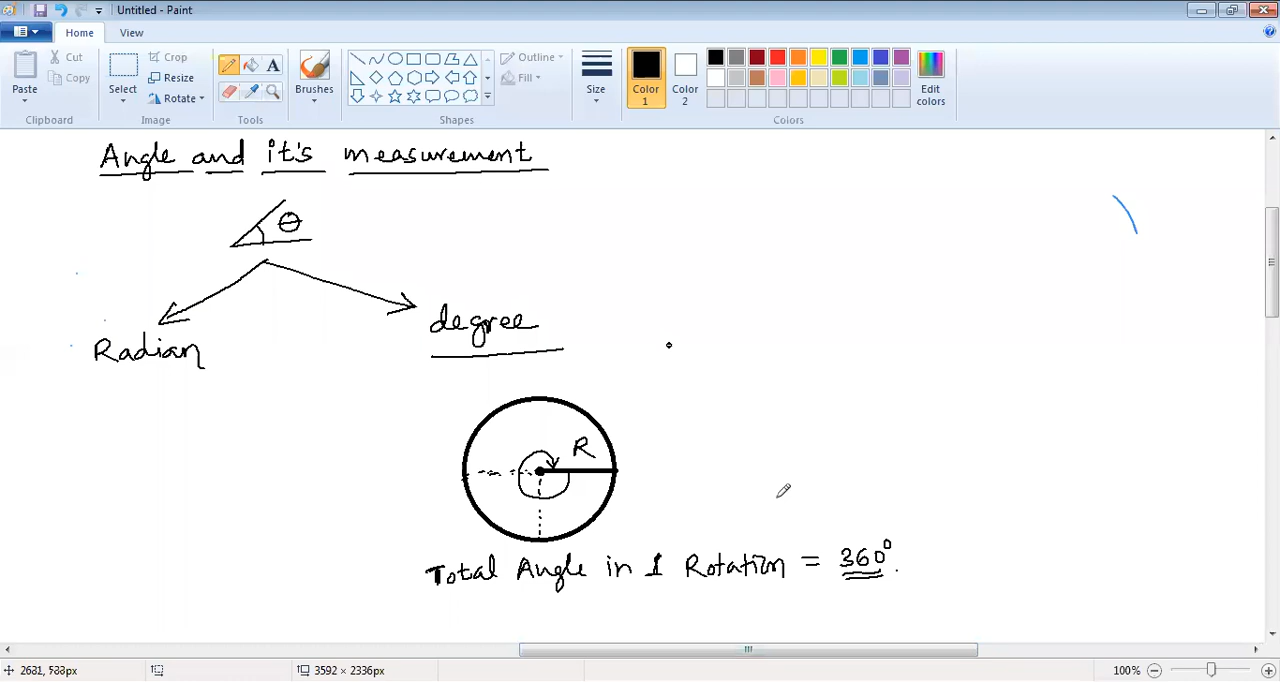 Untitled - Paint
Home View
Paste
Cut
Copy
Clipboard
Select
Crop
Resize
Rotate
Image
A
Tools
Brushes
Shapes
Outline
Fill
Size
Color 1
Color 2
Edit colors
Colors
Angle and it's measurement
θ
Radian
degree
R
Total Angle in 1 Rotation = 360°.
2631, 533px
3592 × 2336px
100%